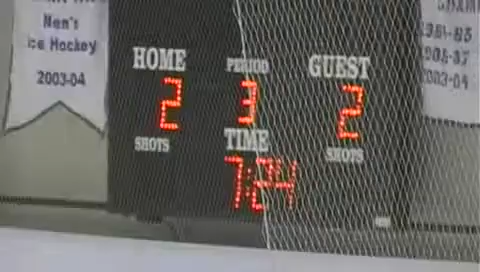 Men's
Ice Hockey
2003-04
HOME
PERIOD
GUEST
2
3
2
SHOTS
TIME
SHOTS
7:24
2003-04